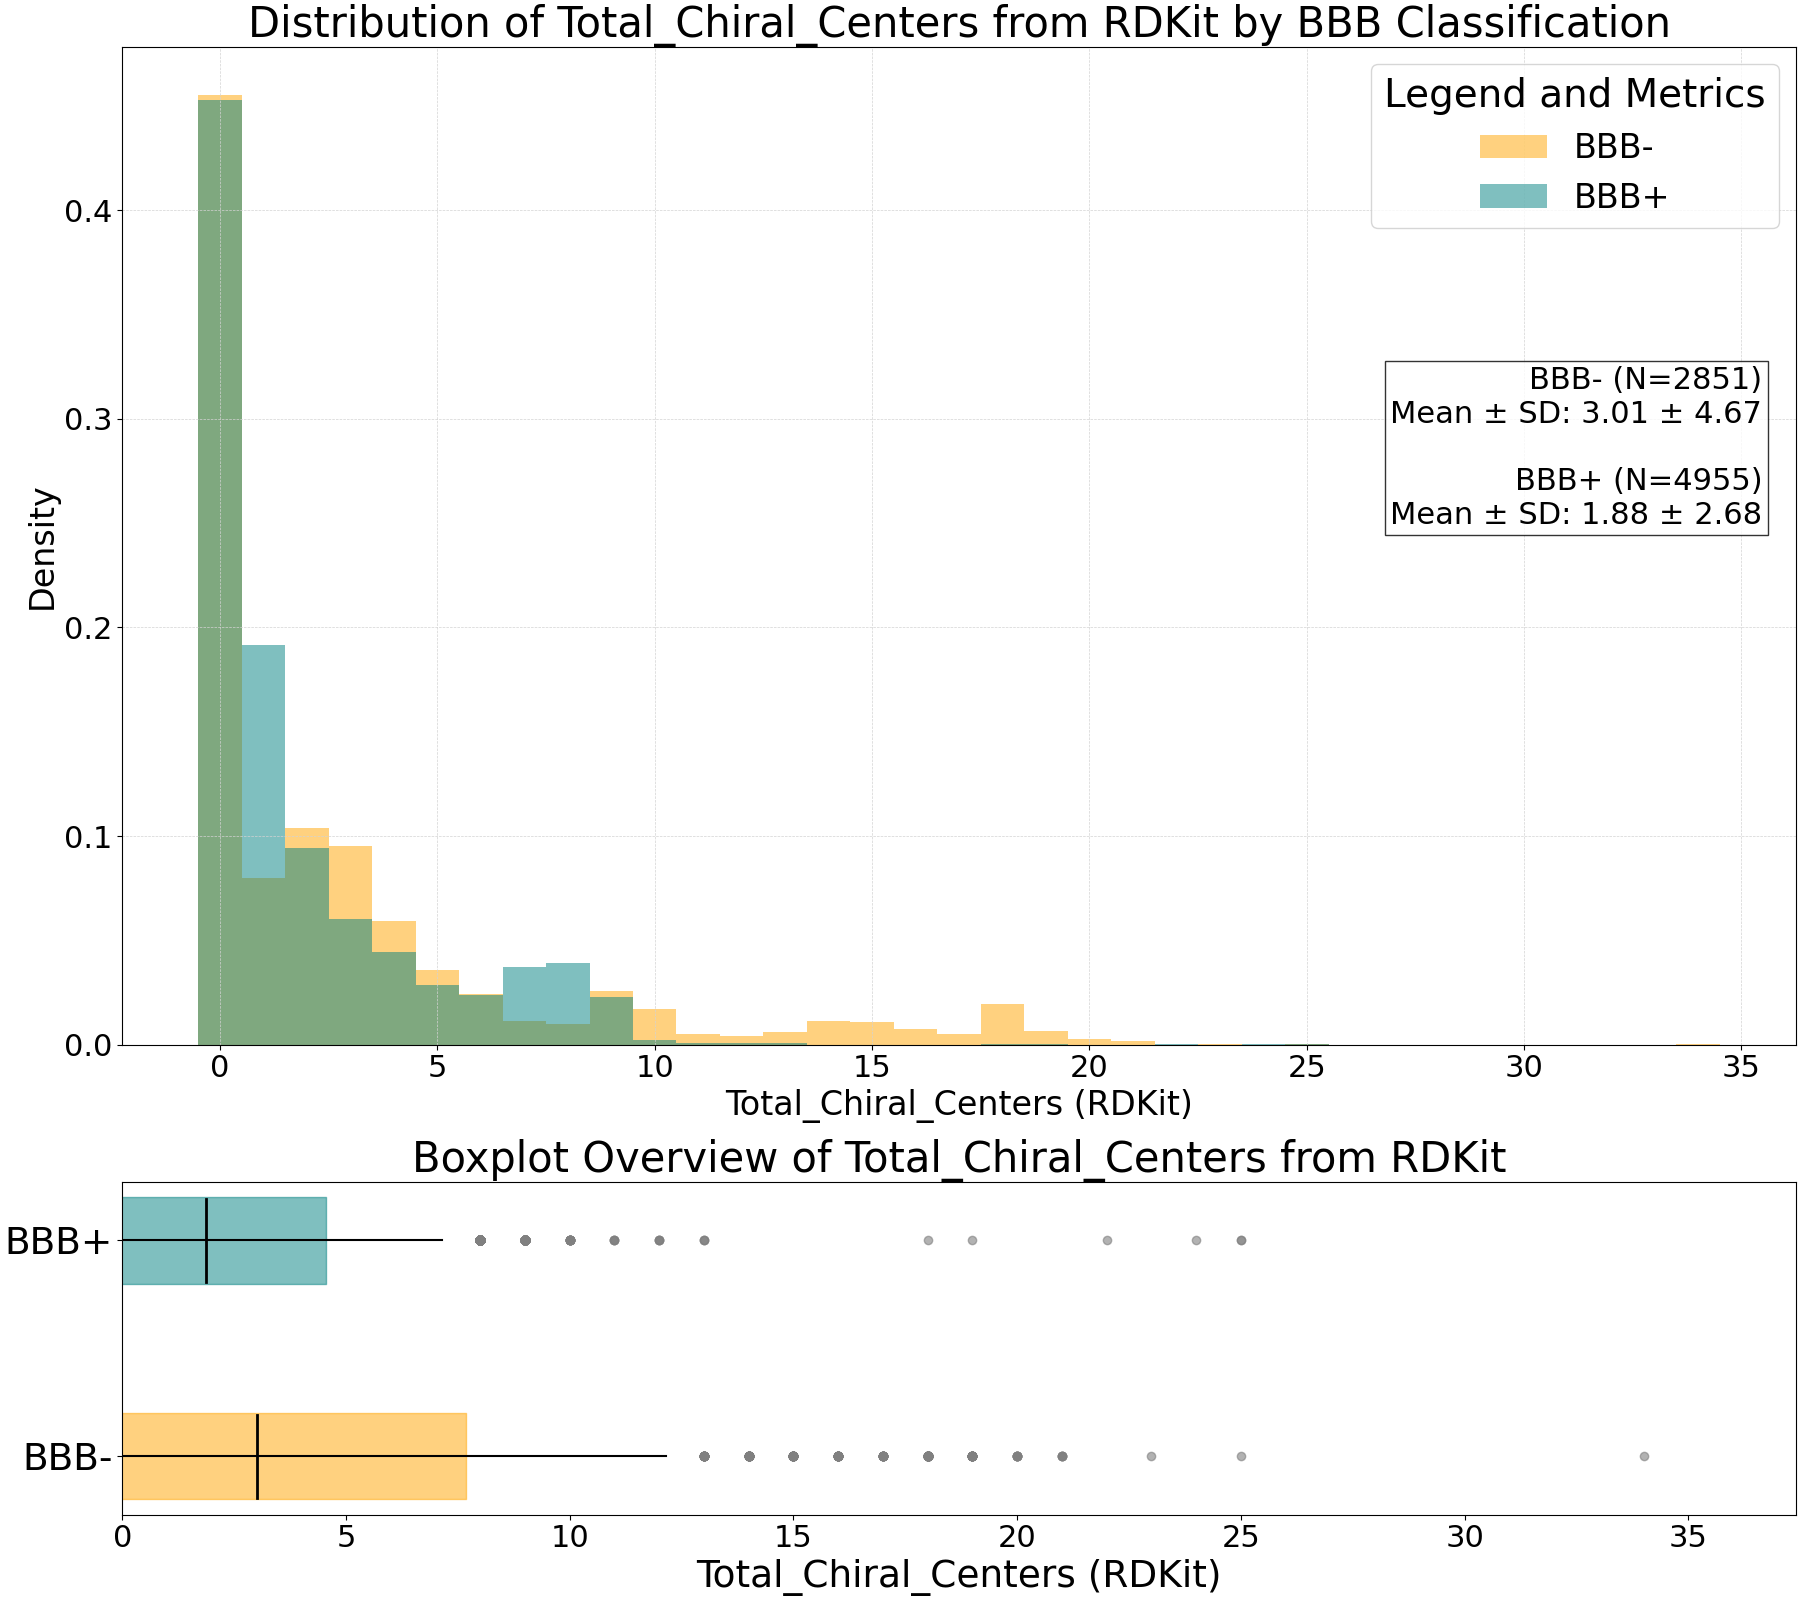 Distribution of Total_Chiral_Centers from RDKit by BBB Classification
Legend and Metrics
BBB-
BBB+
BBB- (N=2851)
Mean ± SD: 3.01 ± 4.67
BBB+ (N=4955)
Mean ± SD: 1.88 ± 2.68
Density
0.4
0.3
0.2
0.1
0.0
0 5 10 15 20 25 30 35
Total_Chiral_Centers (RDKit)
Boxplot Overview of Total_Chiral_Centers from RDKit
BBB+
BBB-
0 5 10 15 20 25 30 35
Total_Chiral_Centers (RDKit)